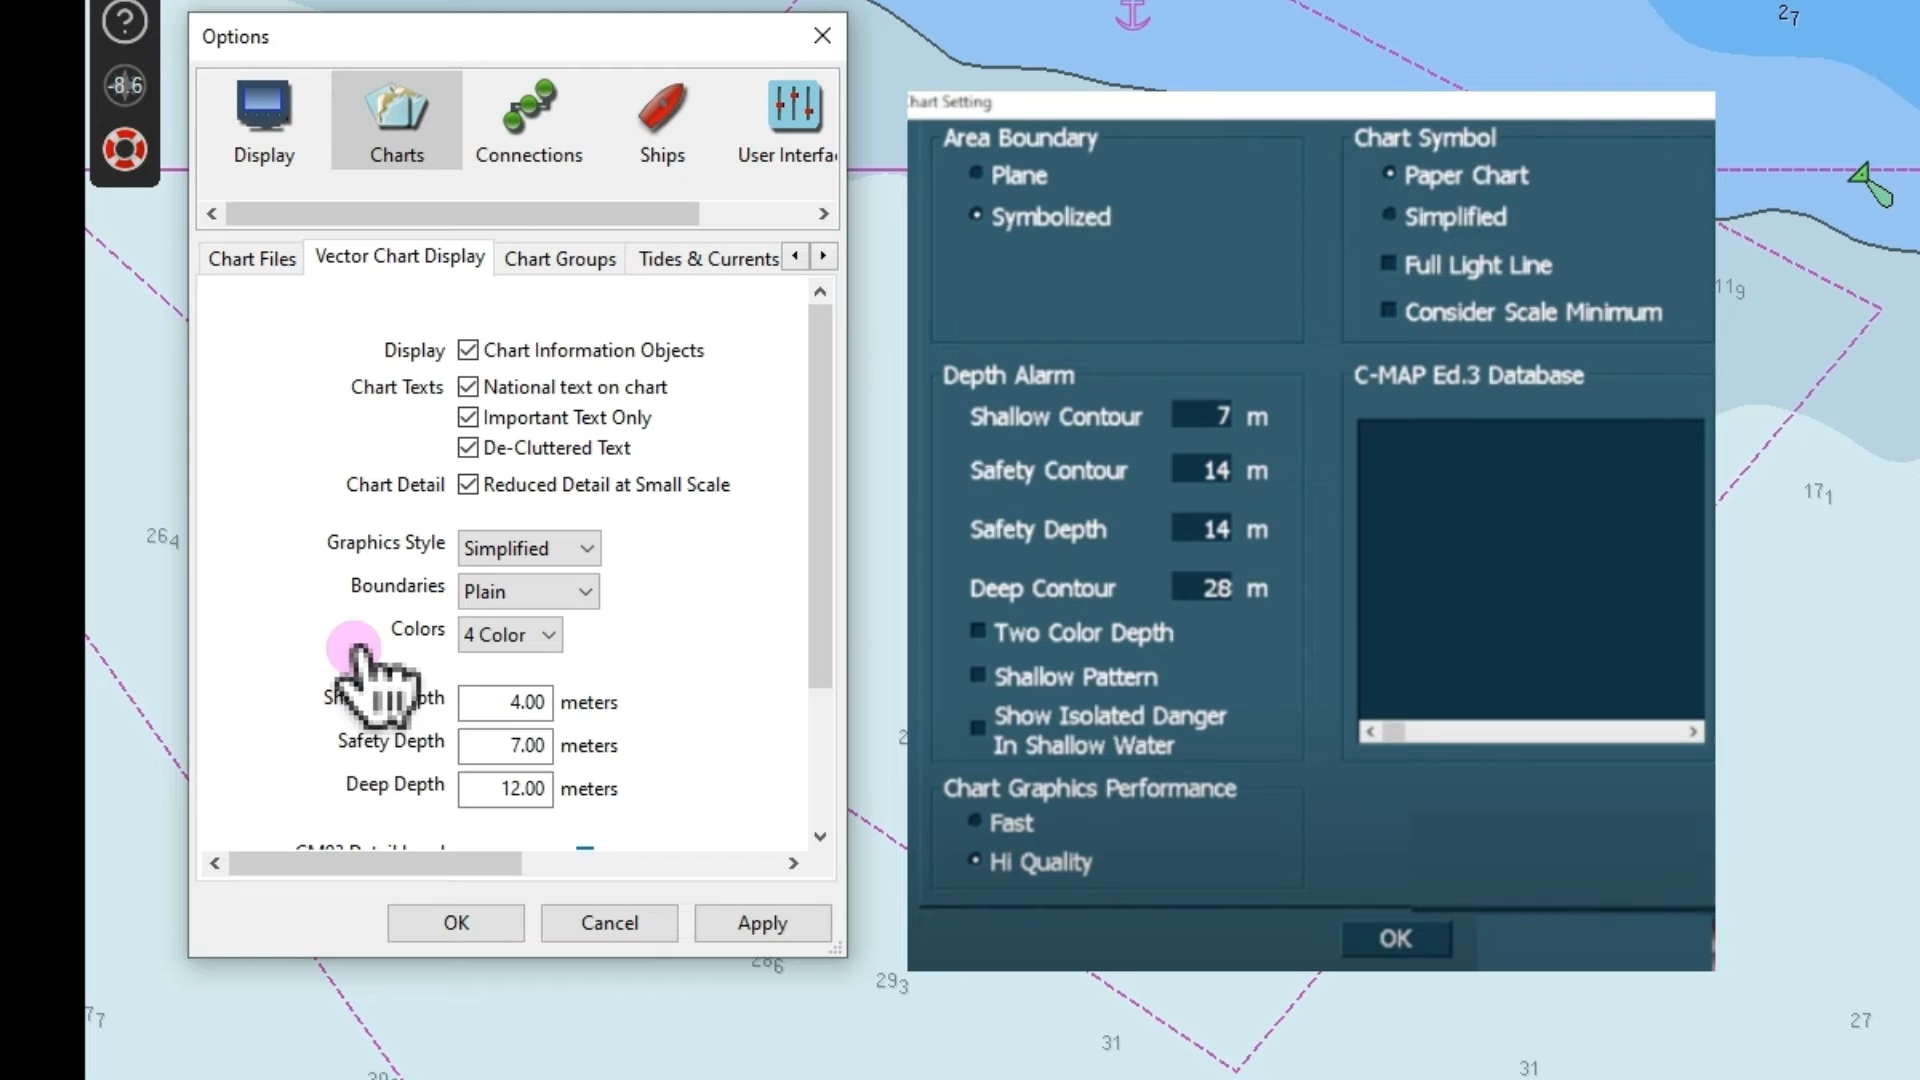 -8.6
Options
Display
Charts
Connections
Ships
User Interfa
Chart Files
Vector Chart Display
Chart Groups
Tides & Currents
Display Chart Information Objects
Chart Texts National text on chart
Important Text Only
De-Cluttered Text
Chart Detail Reduced Detail at Small Scale
Graphics Style Simplified
Boundaries Plain
Colors 4 Color
4.00 meters
Safety Depth 7.00 meters
Deep Depth 12.00 meters
OK
Cancel
Apply
hart Setting
Area Boundary
Plane
Symbolized
Chart Symbol
Paper Chart
Simplified
Full Light Line
Consider Scale Minimum
Depth Alarm
Shallow Contour 7 m
Safety Contour 14 m
Safety Depth 14 m
Deep Contour 28 m
Two Color Depth
Shallow Pattern
Show Isolated Danger
In Shallow Water
C-MAP Ed.3 Database
Chart Graphics Performance
Fast
Hi Quality
OK
27
119
171
264
286
293
77
31
27
31